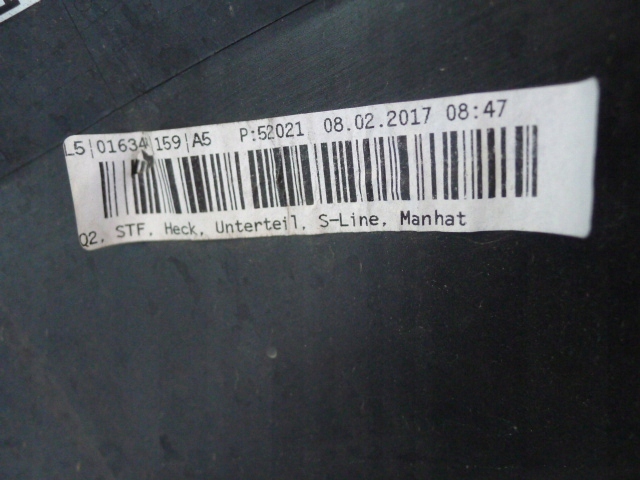 L5|01634|159|A5 P:52021 08.02.2017 08:47
Q2, STF, Heck, Unterteil, S-Line, Manhat